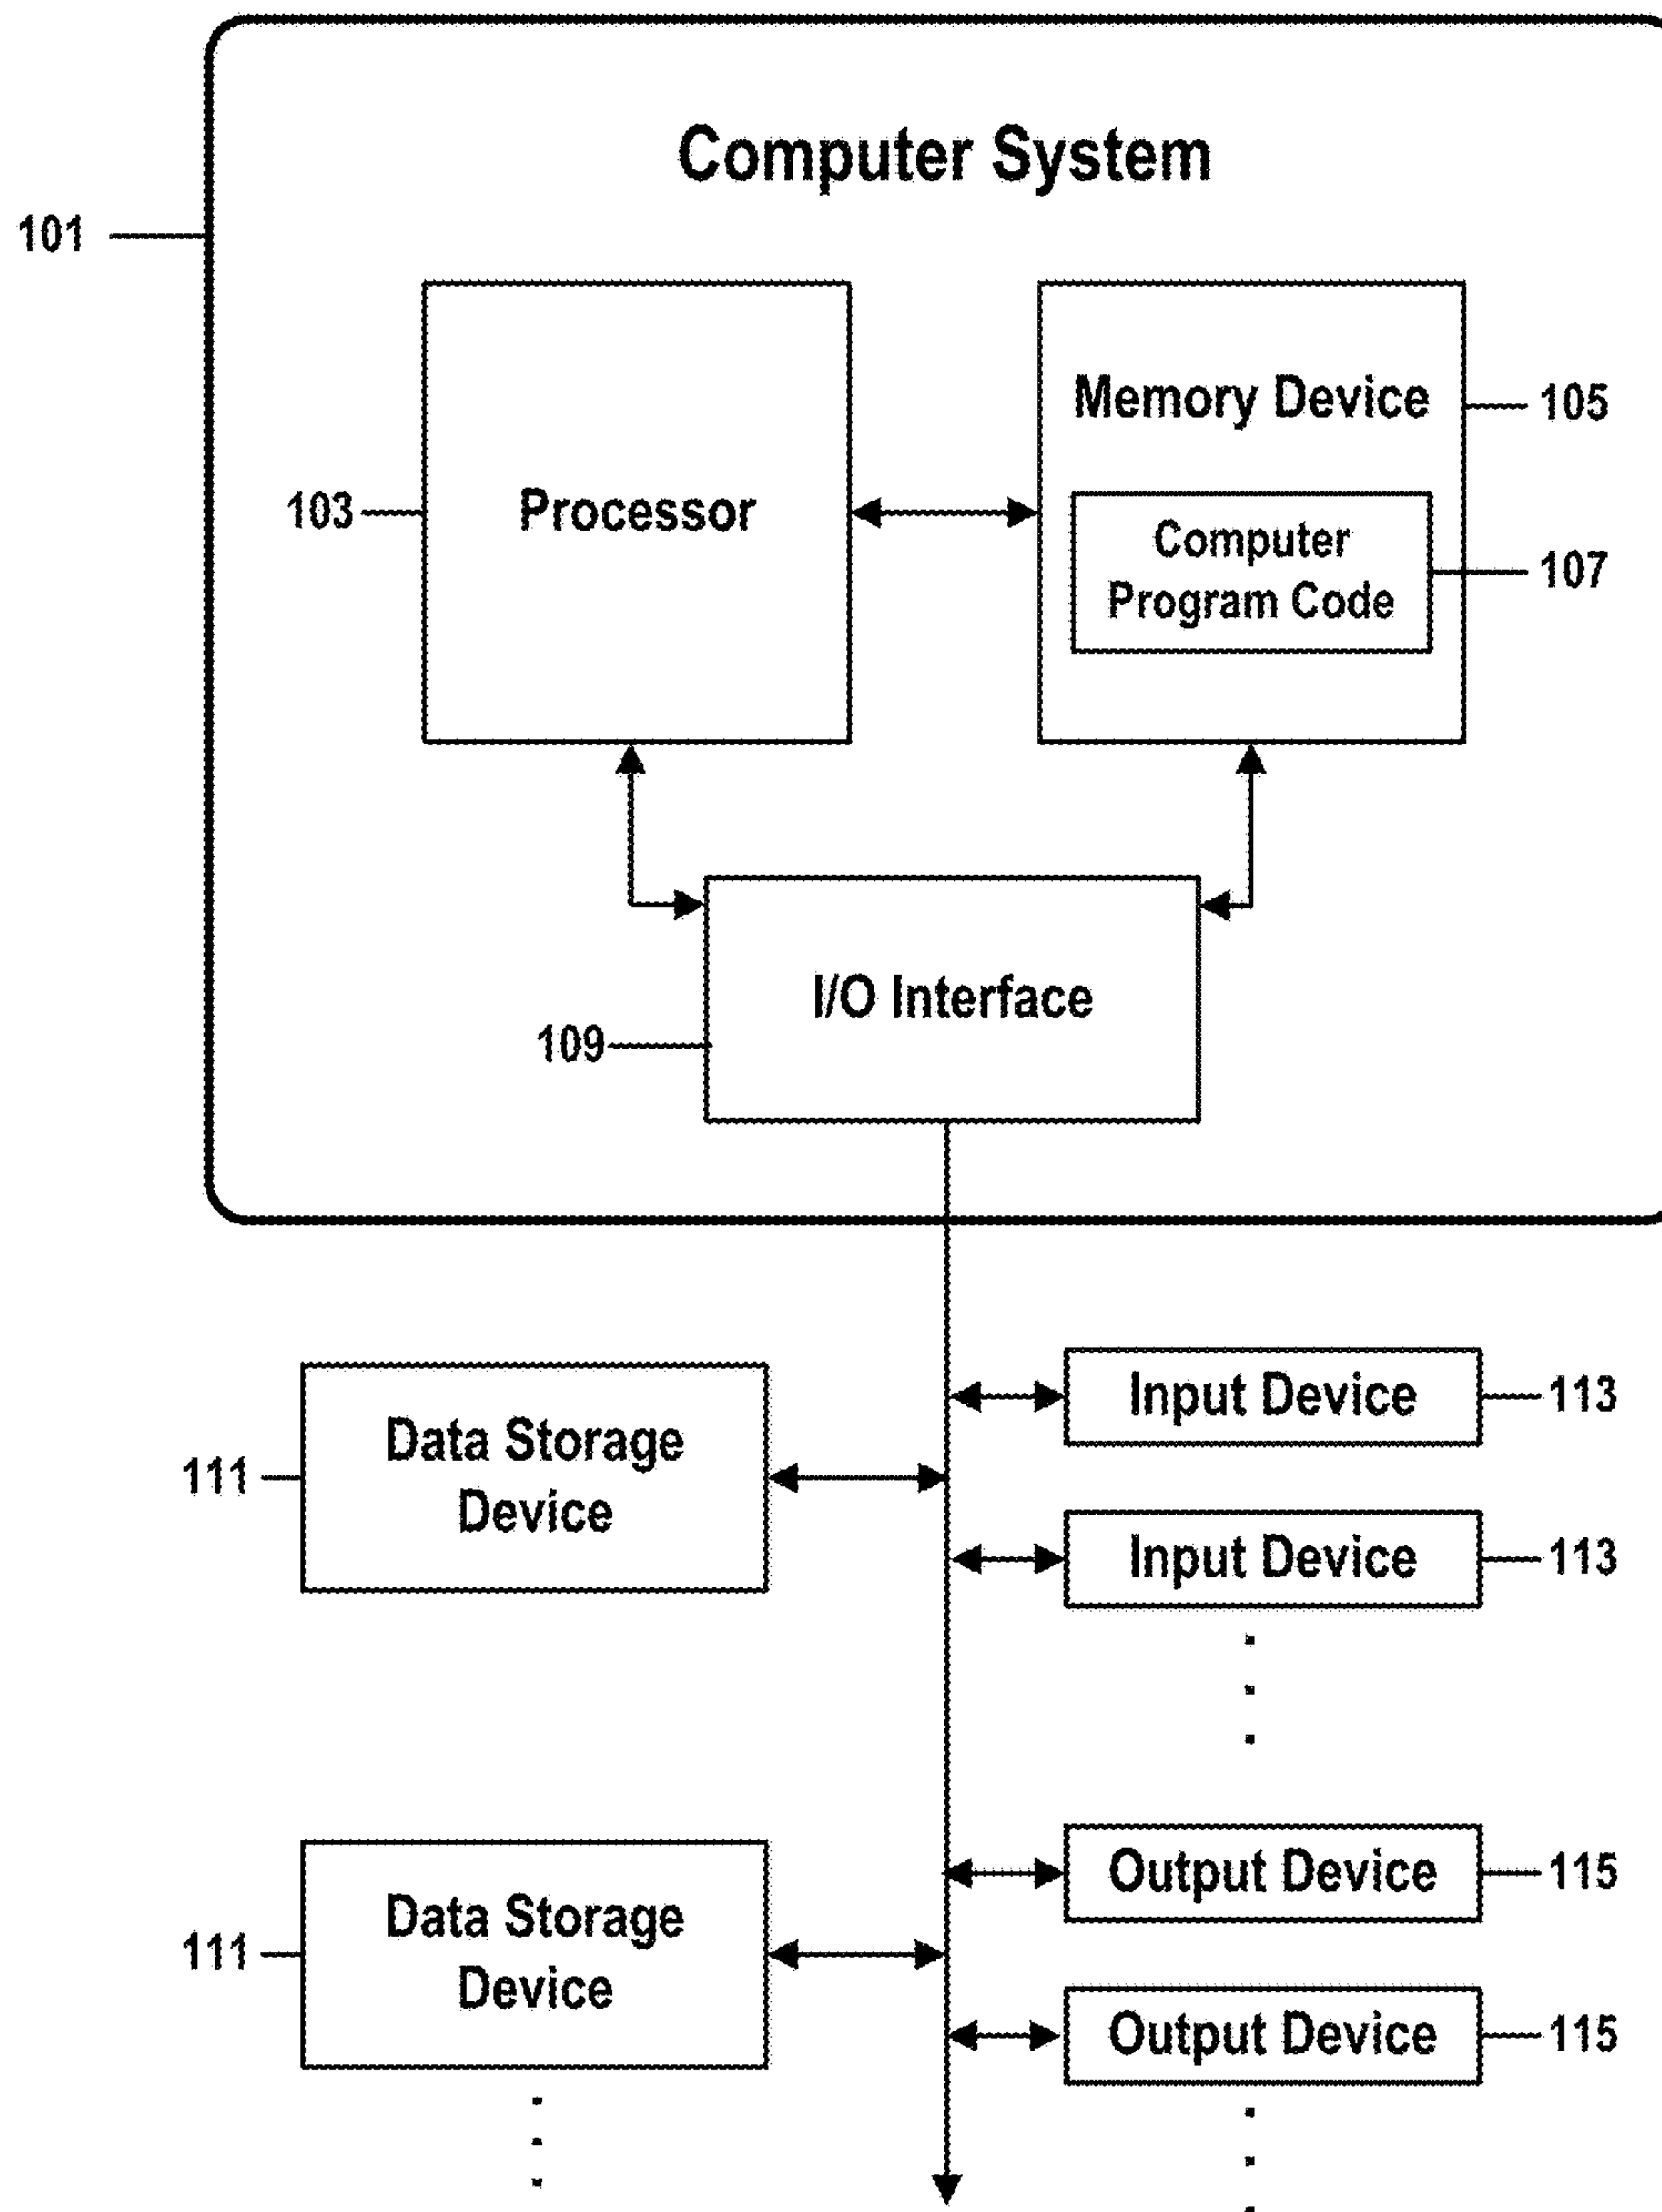 Computer System
101
Memory Device
105
103
Processor
Computer
Program Code
107
I/O Interface
109
Input Device
113
Data Storage
Device
111
Input Device
113
Output Device
115
Data Storage
Device
111
Output Device
115